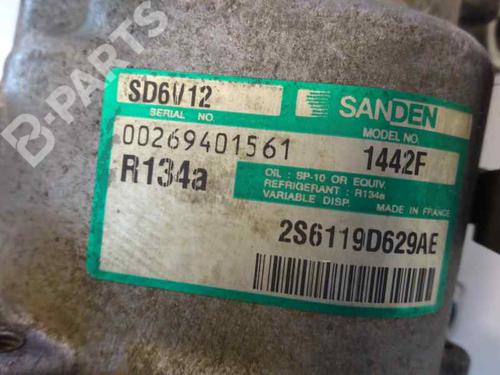 B-PARTS
SD6V12
SERIAL NO.
SANDEN
MODEL NO.
00269401561
1442F
R134a
OIL : SP-10 OR EQUIV.
REFRIGERANT : R134a
VARIABLE DISP. MADE IN FRANCE
2S6119D629AE